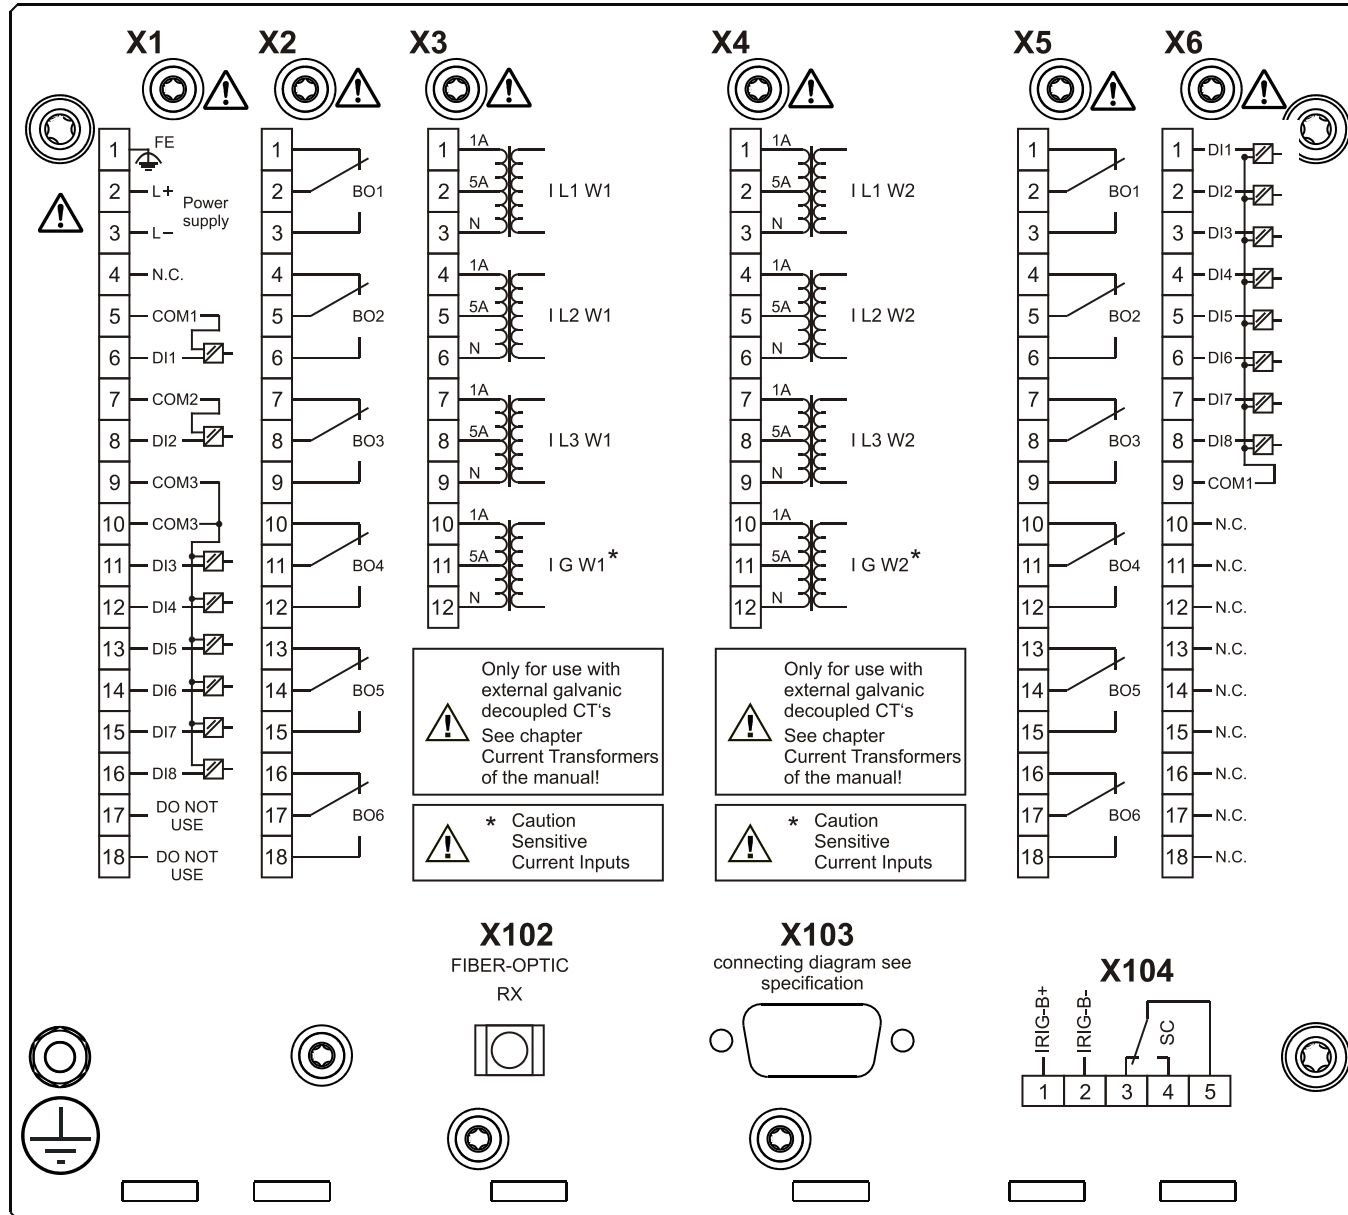 X1 X2 X3 X4 X5 X6
1 FE
2 L+ Power
supply
3 L-
4 N.C.
5 COM1
6 DI1
7 COM2
8 DI2
9 COM3
10 COM3
11 DI3
12 DI4
13 DI5
14 DI6
15 DI7
16 DI8
17 DO NOT
USE
18 DO NOT
USE
1
2 BO1
3
4
5 BO2
6
7
8 BO3
9
10
11 BO4
12
13
14 BO5
15
16
17 BO6
18
1 1A
2 5A I L1 W1
3 N
4 1A
5 5A I L2 W1
6 N
7 1A
8 5A I L3 W1
9 N
10 1A
11 5A I G W1*
12 N
Only for use with
external galvanic
decoupled CT‘s
See chapter
Current Transformers
of the manual!
* Caution
Sensitive
Current Inputs
1 1A
2 5A I L1 W2
3 N
4 1A
5 5A I L2 W2
6 N
7 1A
8 5A I L3 W2
9 N
10 1A
11 5A I G W2*
12 N
Only for use with
external galvanic
decoupled CT‘s
See chapter
Current Transformers
of the manual!
* Caution
Sensitive
Current Inputs
1
2 BO1
3
4
5 BO2
6
7
8 BO3
9
10
11 BO4
12
13
14 BO5
15
16
17 BO6
18
1 DI1
2 DI2
3 DI3
4 DI4
5 DI5
6 DI6
7 DI7
8 DI8
9 COM1
10 N.C.
11 N.C.
12 N.C.
13 N.C.
14 N.C.
15 N.C.
16 N.C.
17 N.C.
18 N.C.
X102
FIBER-OPTIC
RX
X103
connecting diagram see
specification
X104
IRIG-B+
IRIG-B-
SC
1 2 3 4 5